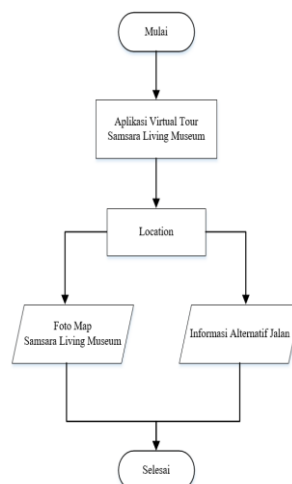 Mulai
Aplikasi Virtual Tour
Samsara Living Museum
Location
Foto Map
Samsara Living Museum
Informasi Alternatif Jalan
Selesai